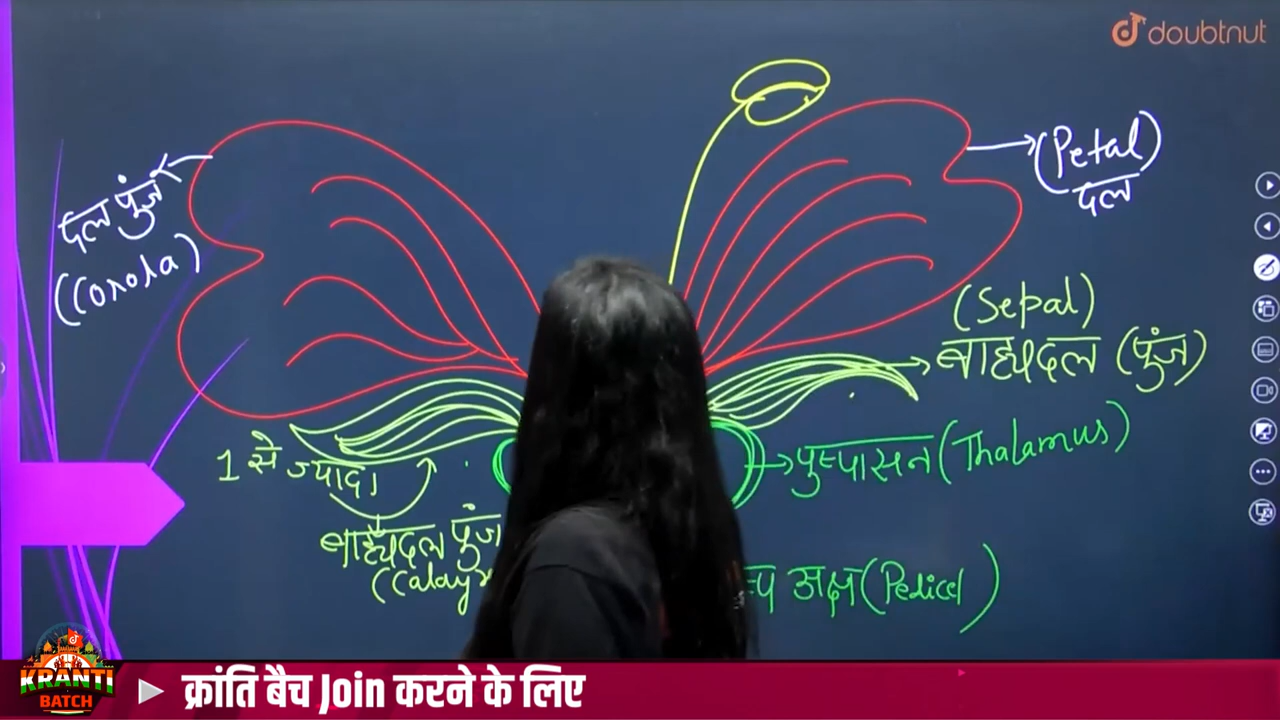 doubtnut
दल पुंज
(Corola)
(Petal)
दल
(Sepal)
बाह्यदल (पुंज)
1 से ज्यादा
पुष्पासन (Thalamus)
बाह्यदल पुंज
अक्ष (Pedicel)
KRANTI
BATCH
क्रांति बैच Join करने के लिए